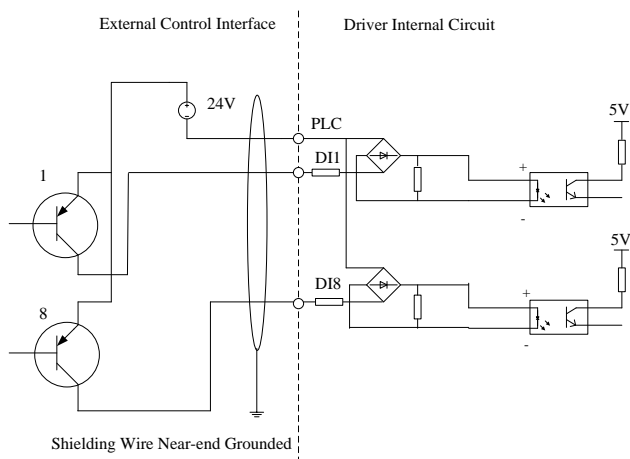 External Control Interface
Driver Internal Circuit
24V
PLC
5V
1
DI1
+
-
5V
8
DI8
+
-
Shielding Wire Near-end Grounded